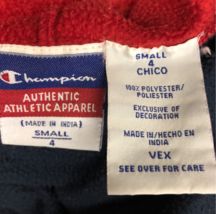 Champion
AUTHENTIC
ATHLETIC APPAREL
(MADE IN INDIA)
SMALL
4
SMALL
4
CHICO
100% POLYESTER/
POLIESTER
EXCLUSIVE OF
DECORATION
MADE IN/HECHO EN
INDIA
VEX
SEE OVER FOR CARE